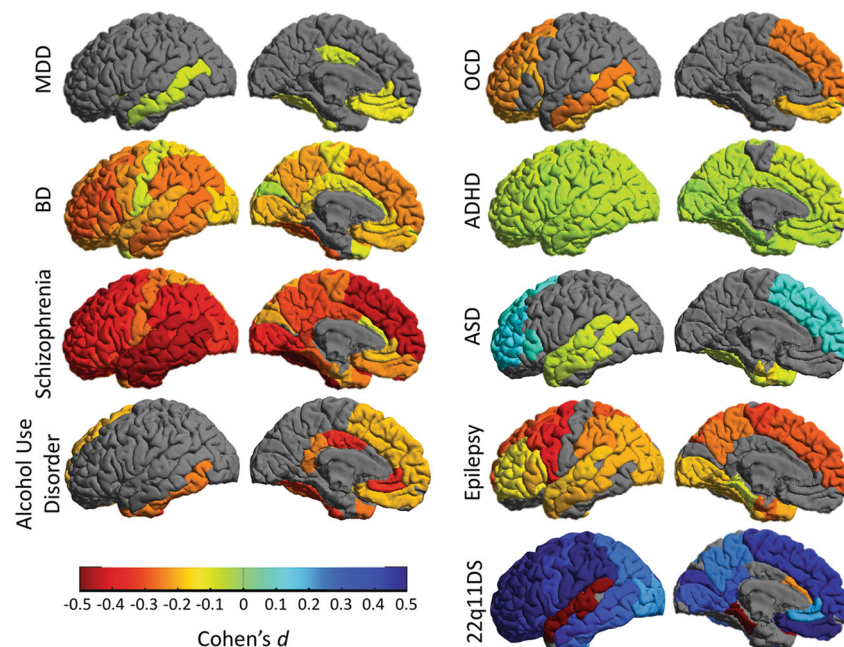 MDD
BD
Schizophrenia
Alcohol Use
Disorder
-0.5 -0.4 -0.3 -0.2 -0.1 0 0.1 0.2 0.3 0.4 0.5
Cohen's d
OCD
ADHD
ASD
Epilepsy
22q11DS